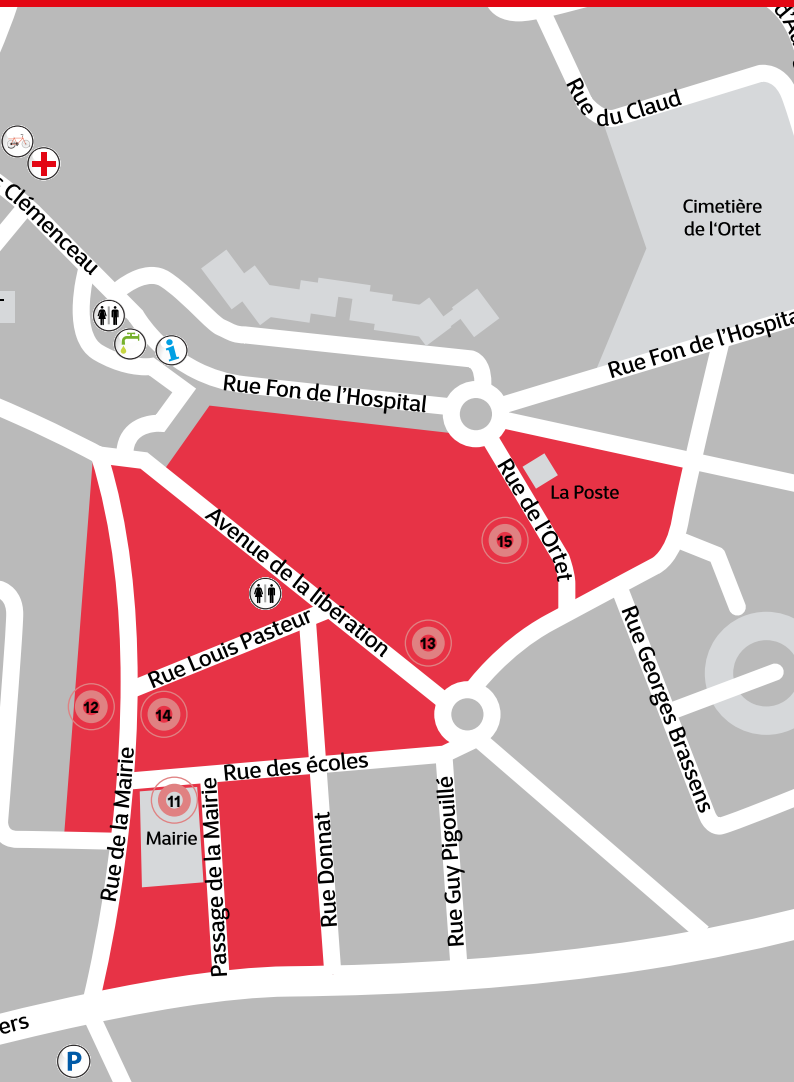 Rue du Claud
Clémenceau
Cimetière
de l'Ortet
Rue Fon de l'Hospital
Rue Fon de l'Hospita
Rue de l'Ortet
La Poste
15
Avenue de la libération
13
Rue Louis Pasteur
12
14
Rue Georges Brassens
Rue des écoles
11
Mairie
Rue de la Mairie
Passage de la Mairie
Rue Donnat
Rue Guy Pigouillé
ers
P